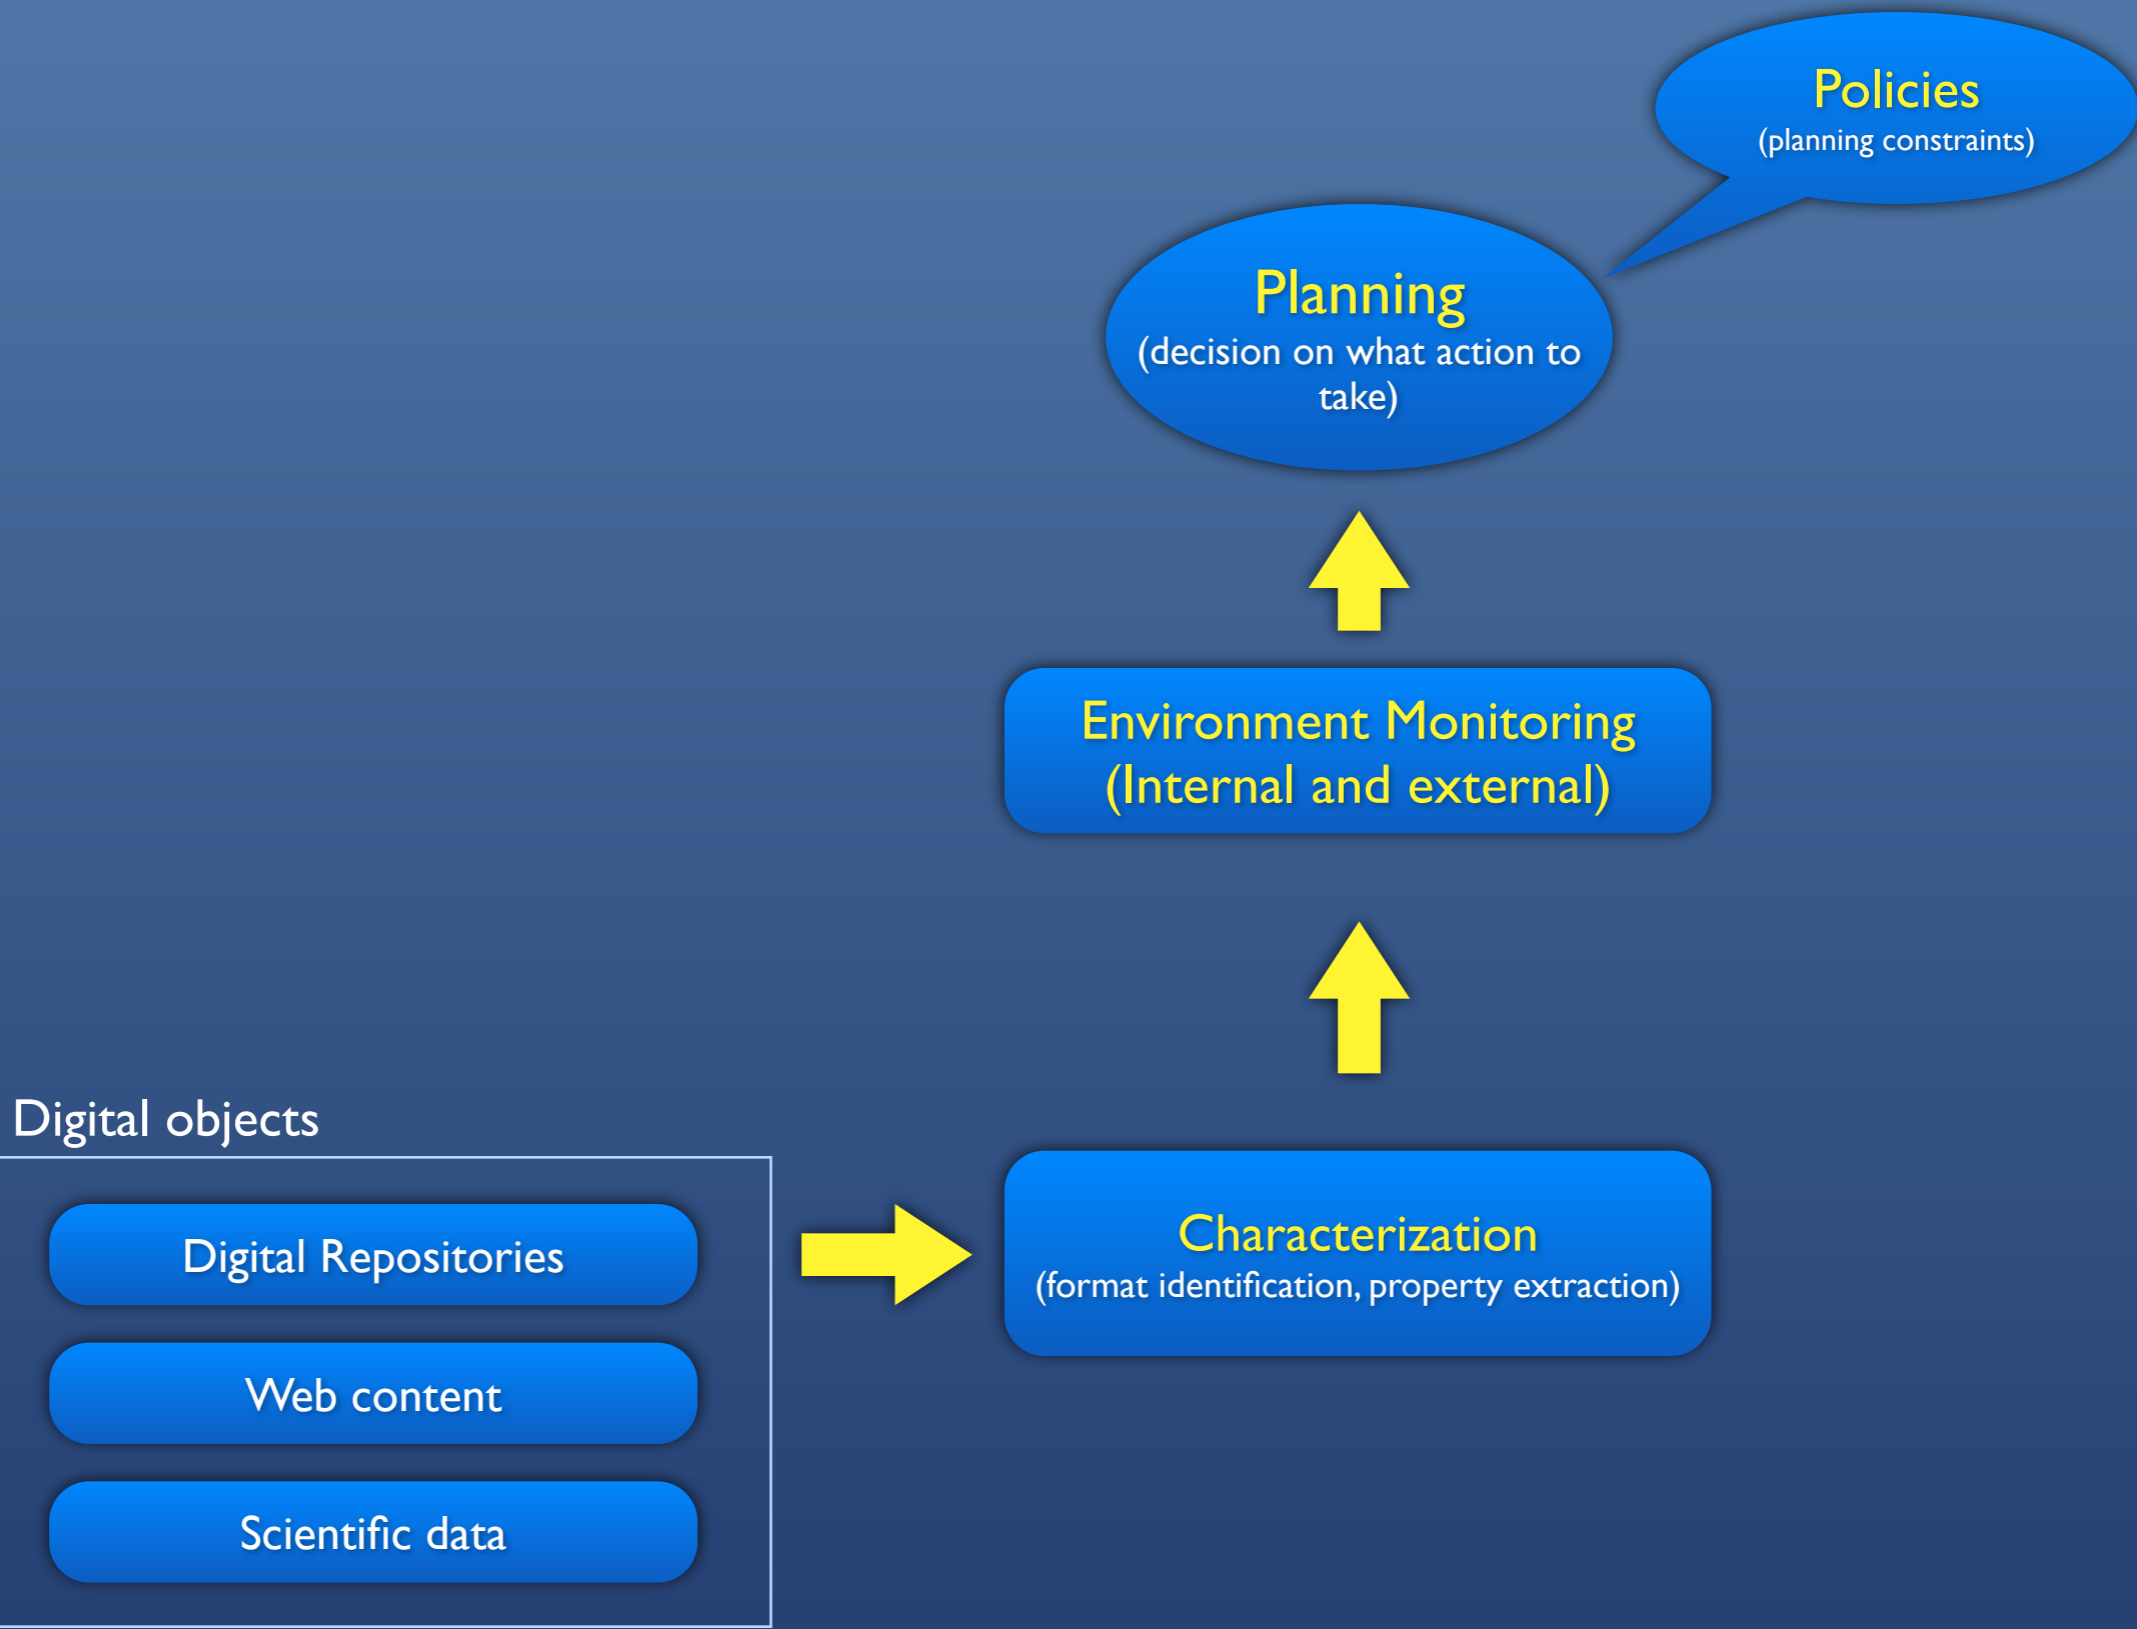 Policies
(planning constraints)
Planning
(decision on what action to
take)
Environment Monitoring
(Internal and external)
Digital objects
Digital Repositories
Web content
Scientific data
Characterization
(format identification, property extraction)